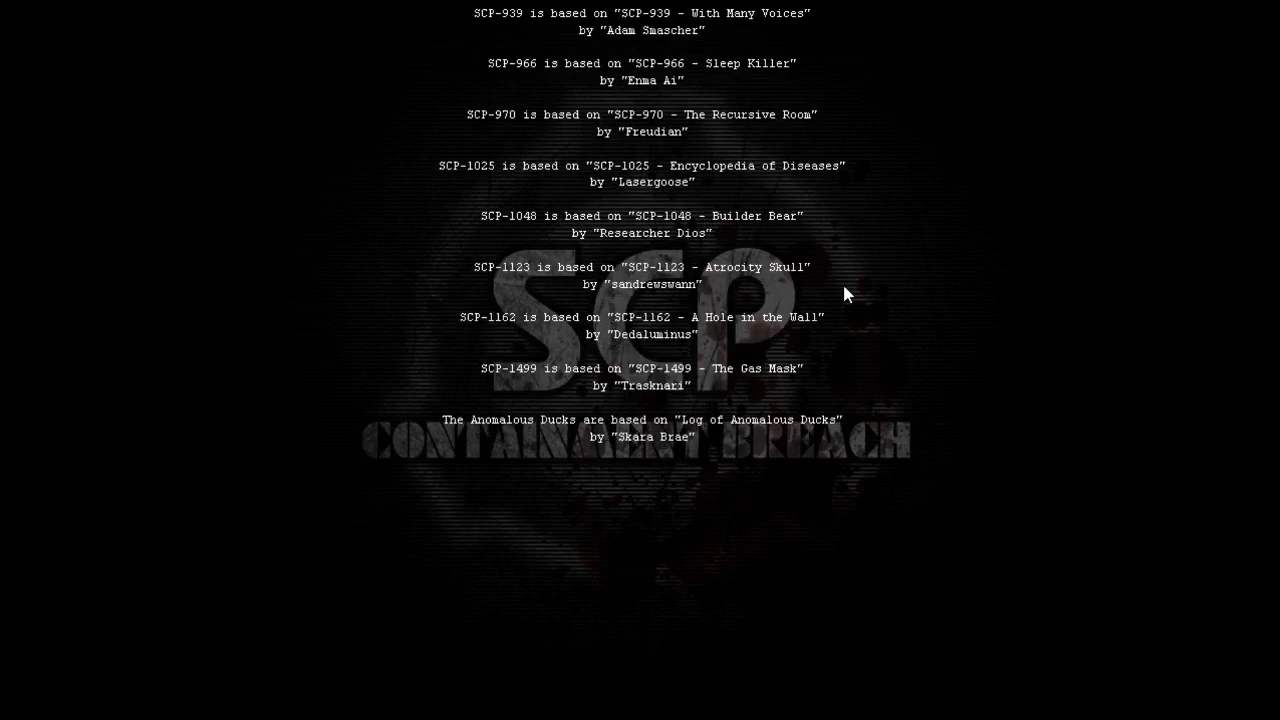 SCP-939 is based on "SCP-939 - With Many Voices"
by "Adam Smascher"
SCP-966 is based on "SCP-966 - Sleep Killer"
by "Enma Ai"
SCP-970 is based on "SCP-970 - The Recursive Room"
by "Freudian"
SCP-1025 is based on "SCP-1025 - Encyclopedia of Diseases"
by "Lasergoose"
SCP-1048 is based on "SCP-1048 - Builder Bear"
by "Researcher Dios"
SCP
SCP-1123 is based on "SCP-1123 - Atrocity Skull"
by "sandrewswann"
SCP-1162 is based on "SCP-1162 - A Hole in the Wall"
by "Dedaluminus"
SCP-1499 is based on "SCP-1499 - The Gas Mask"
by "Trasknari"
The Anomalous Ducks are based on "Log of Anomalous Ducks"
by "Skara Brae"
CONTAINMENT BREACH